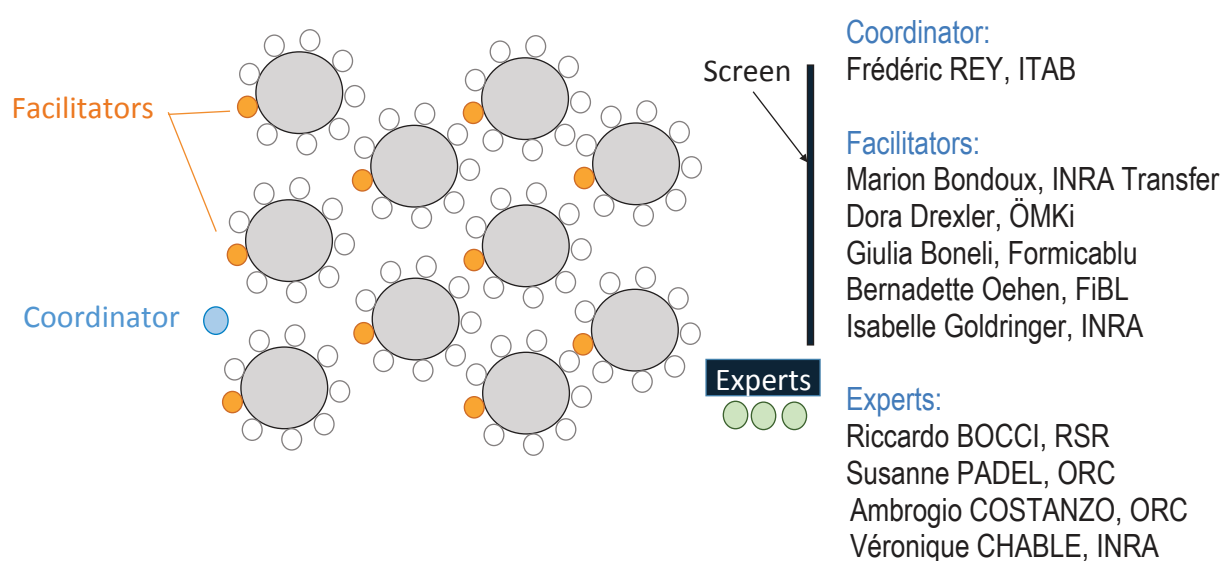 Facilitators
Coordinator
Screen
Experts
Coordinator:
Frédéric REY, ITAB
Facilitators:
Marion Bondoux, INRA Transfer
Dora Drexler, ÖMKi
Giulia Boneli, Formicablu
Bernadette Oehen, FiBL
Isabelle Goldringer, INRA
Experts:
Riccardo BOCCI, RSR
Susanne PADEL, ORC
Ambrogio COSTANZO, ORC
Véronique CHABLE, INRA